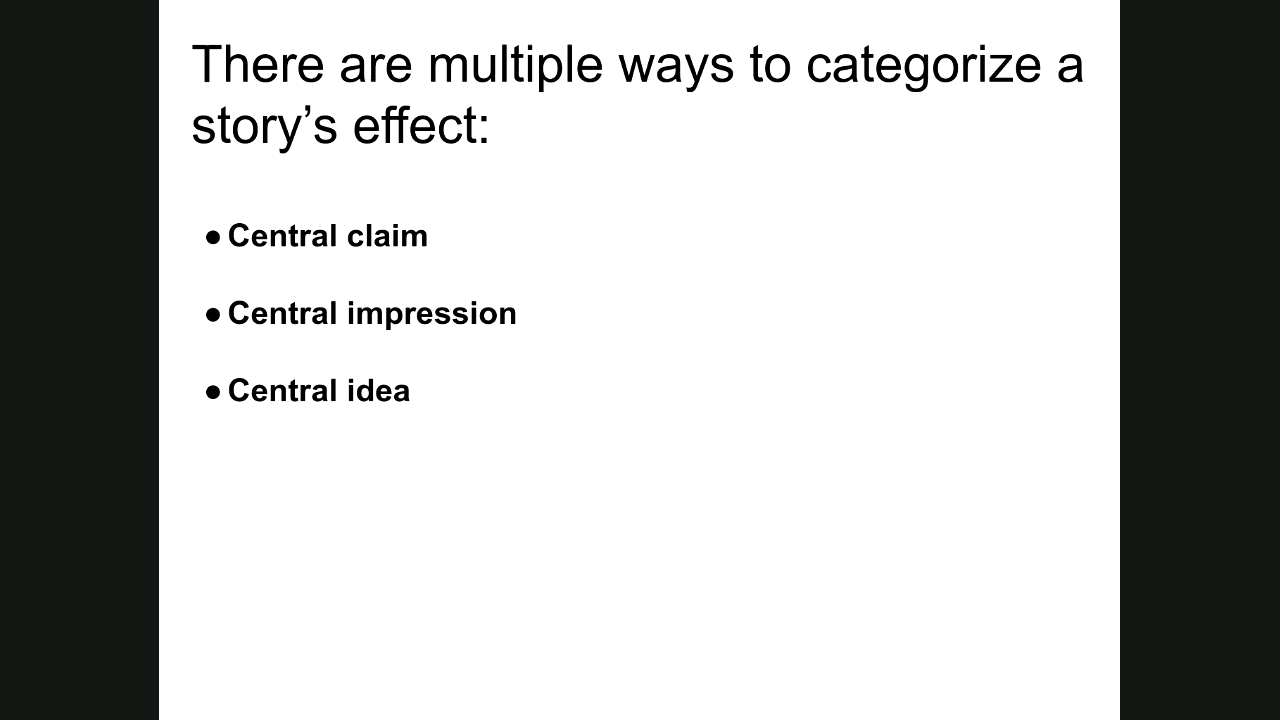 There are multiple ways to categorize a
story’s effect:
● Central claim
● Central impression
● Central idea